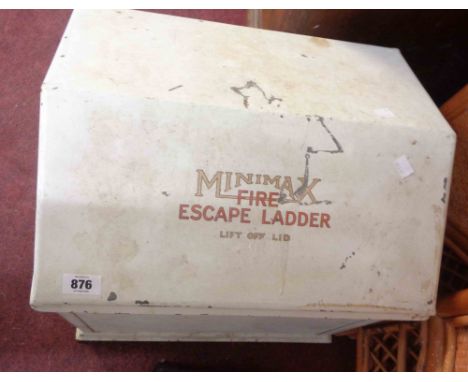 MINIMAX
FIRE
ESCAPE LADDER
LIFT OFF LID
876